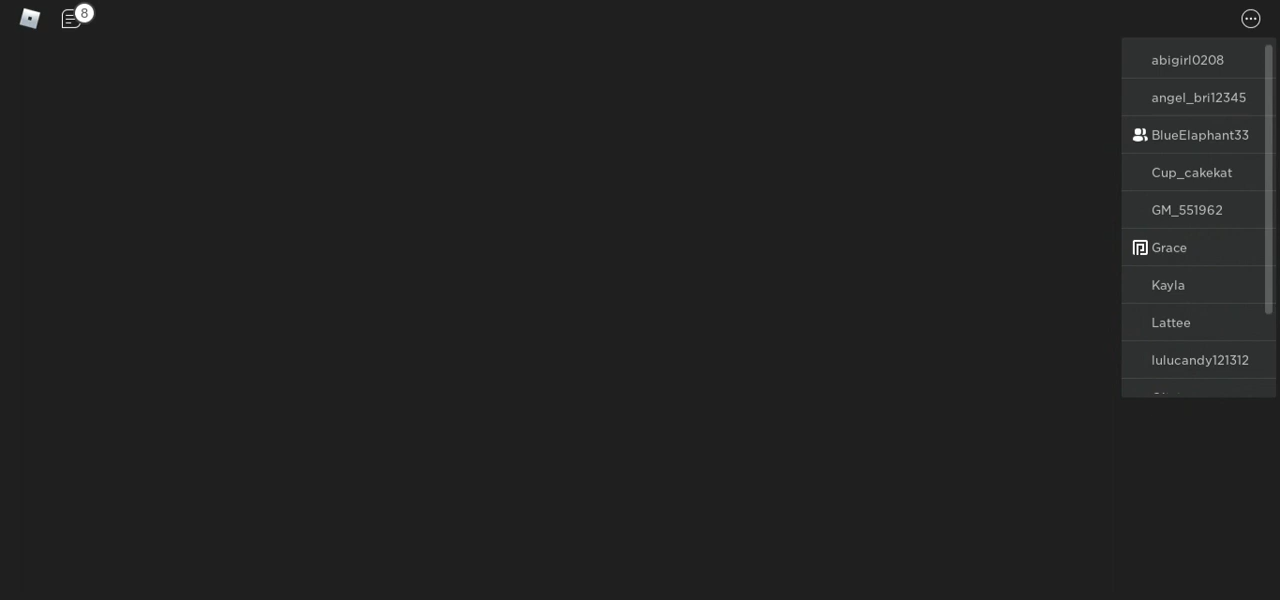 8
abigirl0208
angel_bri12345
BlueElaphant33
Cup_cakekat
GM_551962
Grace
Kayla
Lattee
lulucandy121312